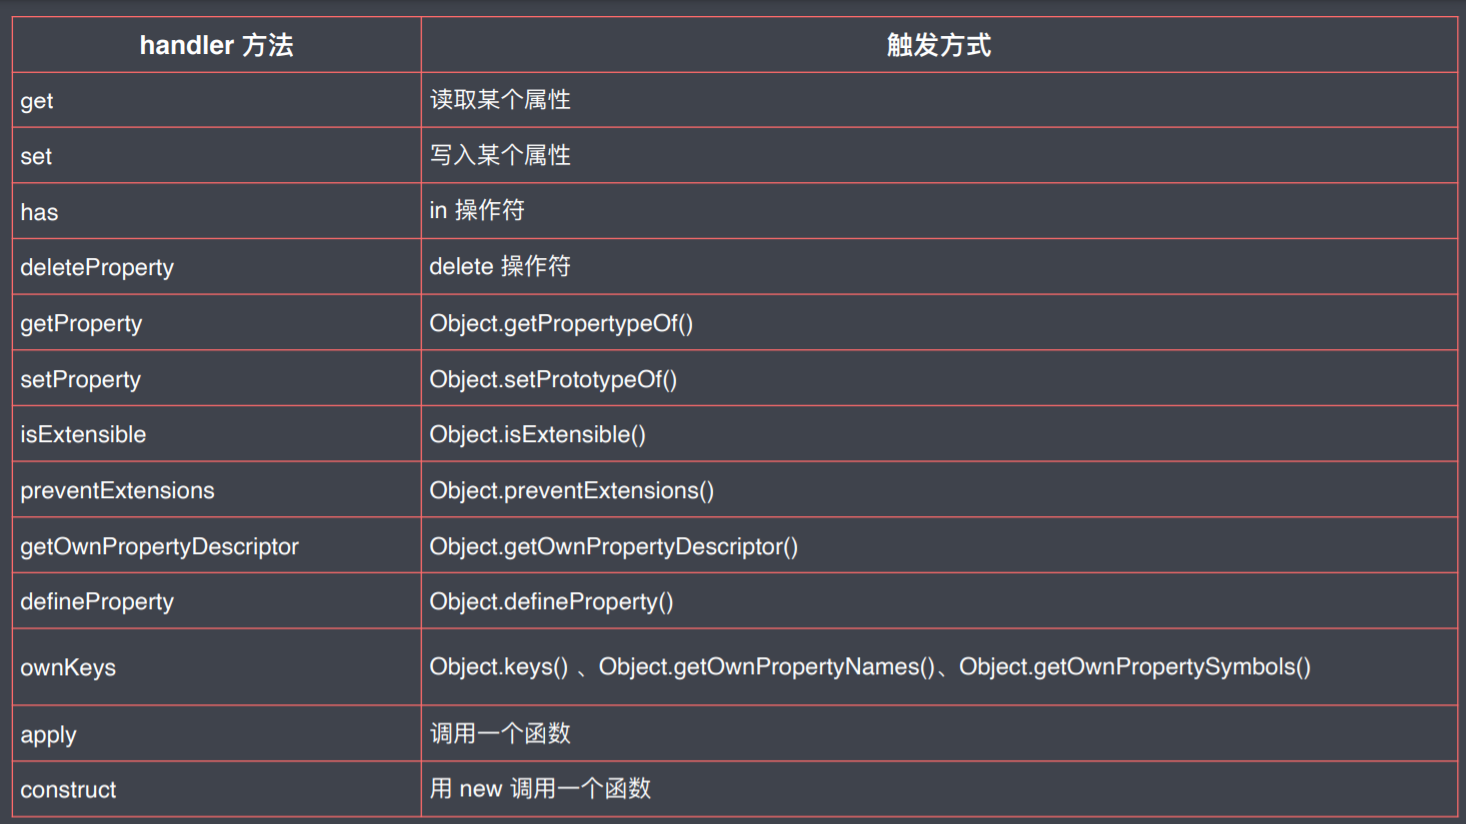 handler 方法 触发方式
get 读取某个属性
set 写入某个属性
has in 操作符
deleteProperty delete 操作符
getProperty Object.getPropertypeOf()
setProperty Object.setPrototypeOf()
isExtensible Object.isExtensible()
preventExtensions Object.preventExtensions()
getOwnPropertyDescriptor Object.getOwnPropertyDescriptor()
defineProperty Object.defineProperty()
ownKeys Object.keys() 、Object.getOwnPropertyNames()、Object.getOwnPropertySymbols()
apply 调用一个函数
construct 用 new 调用一个函数